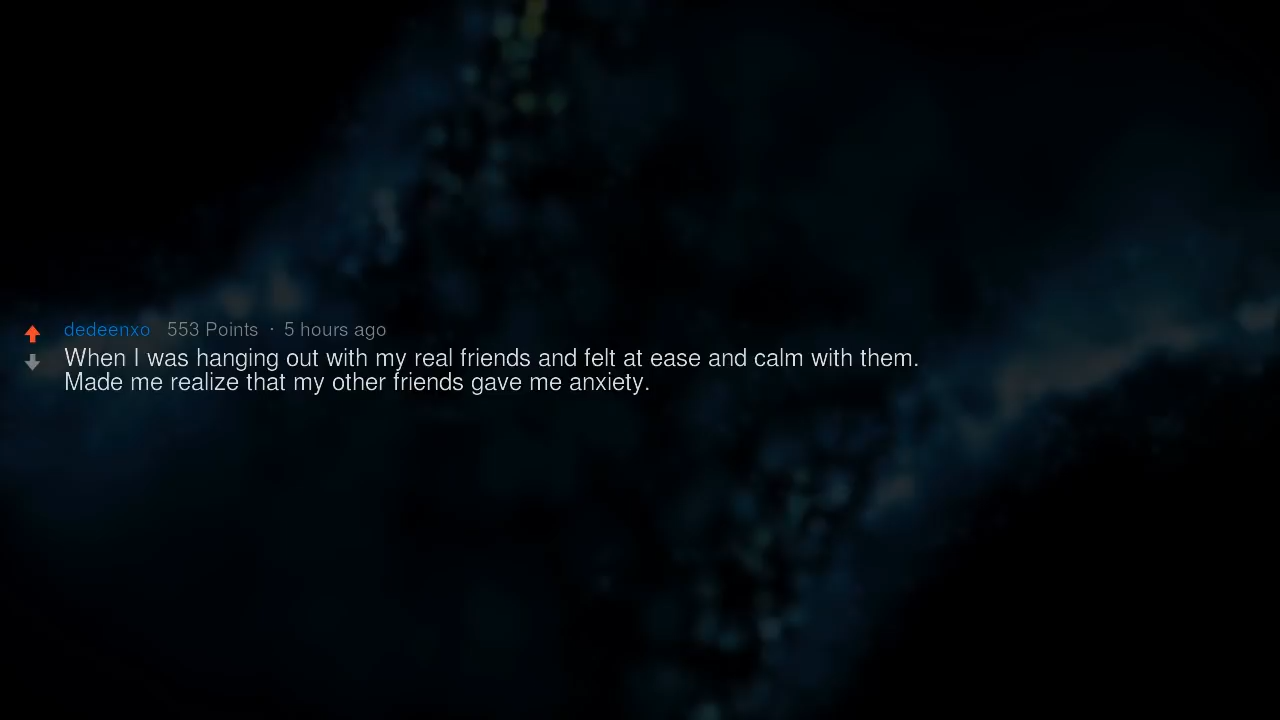 dedeenxo 553 Points · 5 hours ago
When I was hanging out with my real friends and felt at ease and calm with them.
Made me realize that my other friends gave me anxiety.